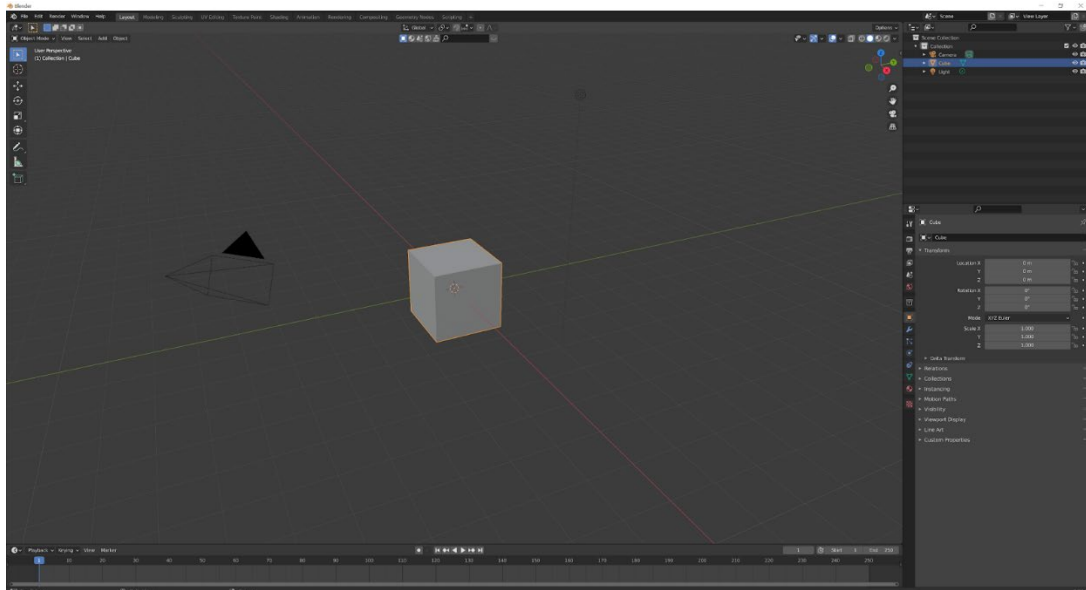 Blender
File Edit Render Window Help Layout Modeling Sculpting UV Editing Texture Paint Shading Animation Rendering Compositing Geometry Nodes Scripting +
Scene View Layer
Global Options
Object Mode View Select Add Object
User Perspective
(1) Collection | Cube
Scene Collection
Collection
Camera
Cube
Light
Cube
Cube
Transform
Location X 0 m
Y 0 m
Z 0 m
Rotation X 0°
Y 0°
Z 0°
Mode XYZ Euler
Scale X 1.000
Y 1.000
Z 1.000
Delta Transform
Relations
Collections
Instancing
Motion Paths
Visibility
Viewport Display
Line Art
Custom Properties
Playback Keying View Marker 1 Start 1 End 250
1 10 20 30 40 50 60 70 80 90 100 110 120 130 140 150 160 170 180 190 200 210 220 230 240 250